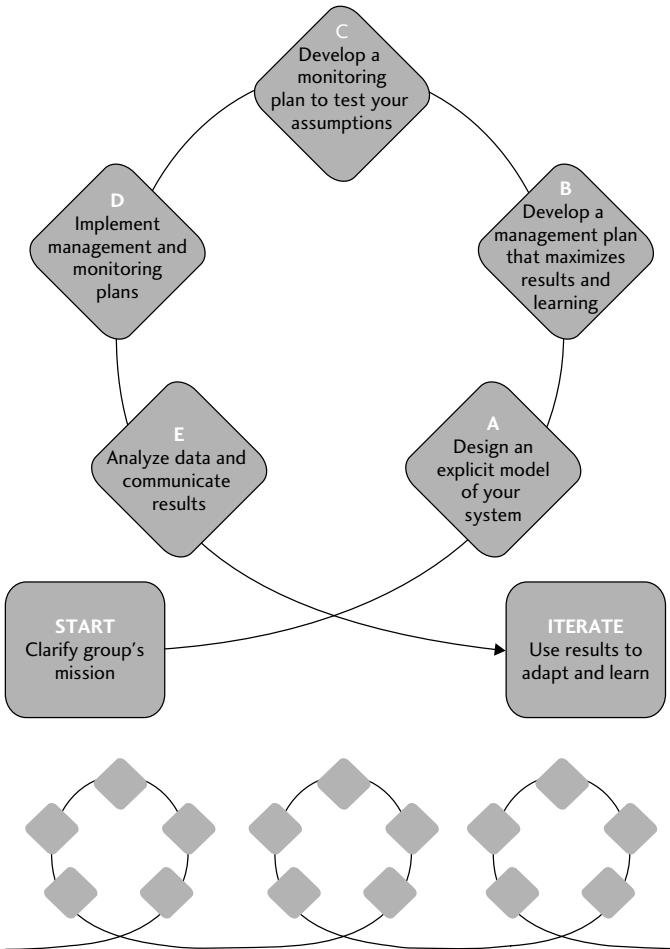 C
Develop a
monitoring
plan to test your
assumptions
D
Implement
management and
monitoring
plans
B
Develop a
management plan
that maximizes
results and
learning
E
Analyze data and
communicate
results
A
Design an
explicit model
of your
system
START
Clarify group's
mission
ITERATE
Use results to
adapt and learn